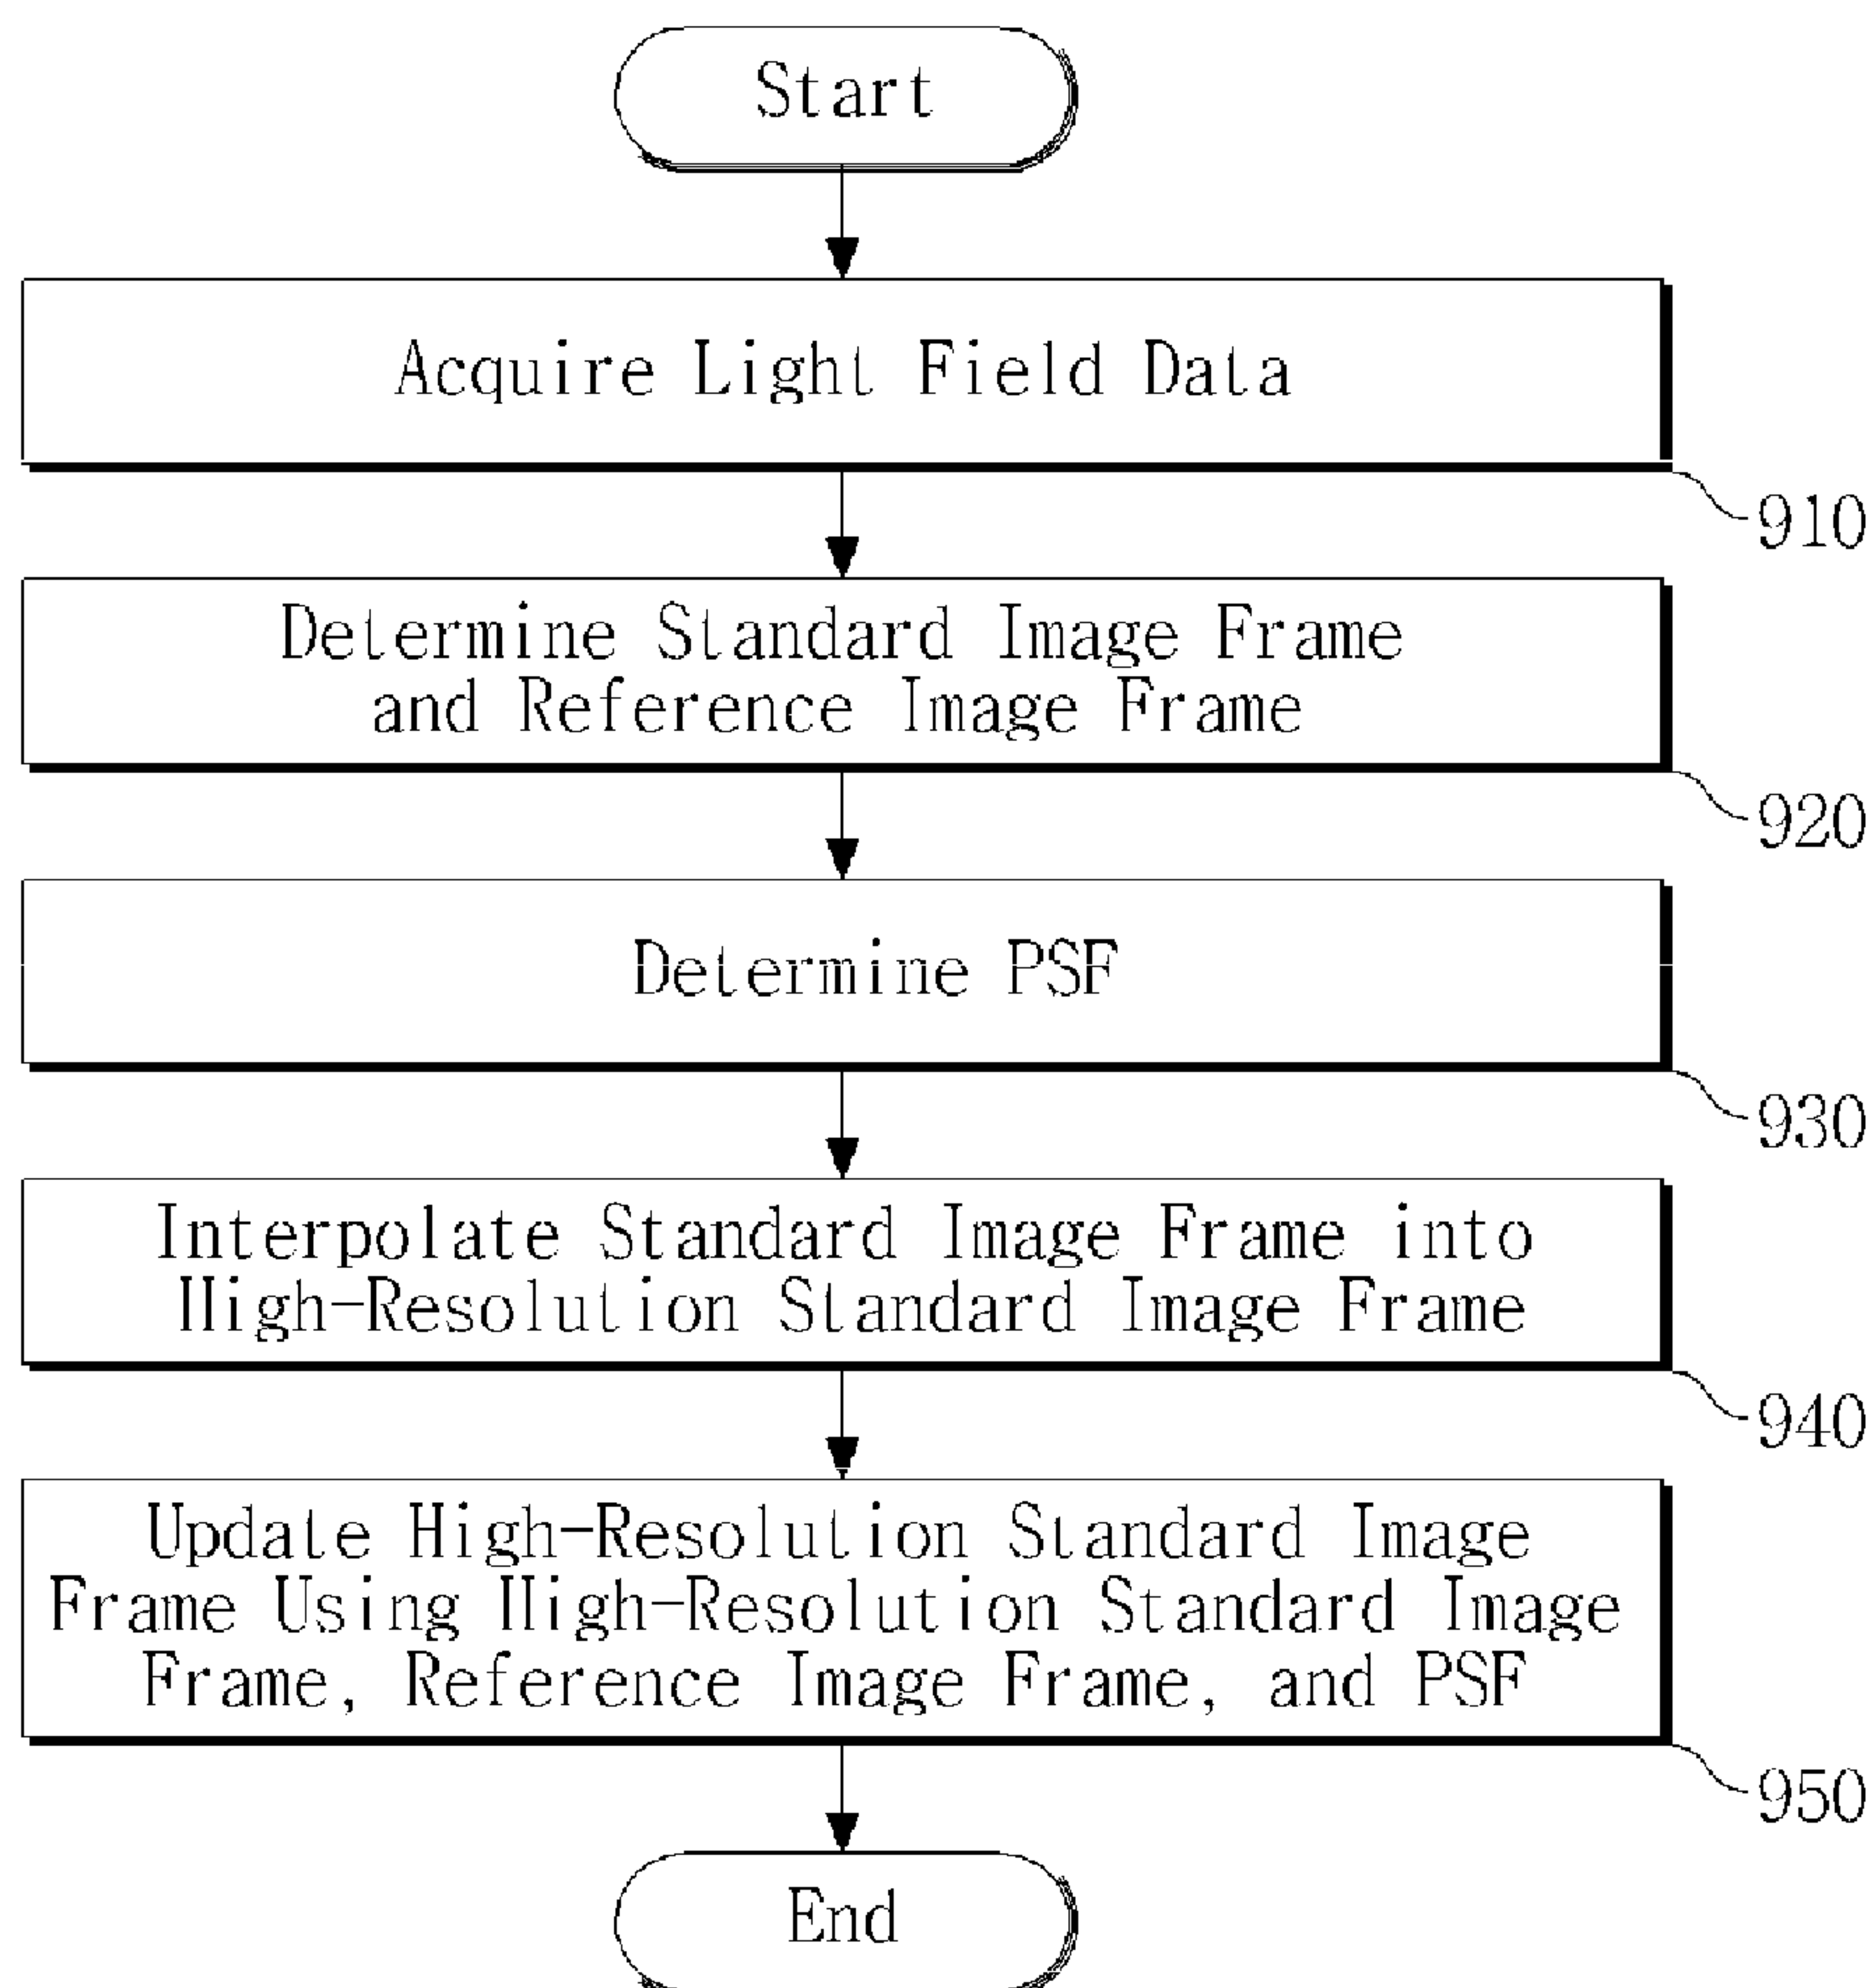 Start
Acquire Light Field Data
910
Determine Standard Image Frame
and Reference Image Frame
920
Determine PSF
930
Interpolate Standard Image Frame into
High-Resolution Standard Image Frame
940
Update High-Resolution Standard Image
Frame Using High-Resolution Standard Image
Frame, Reference Image Frame, and PSF
950
End